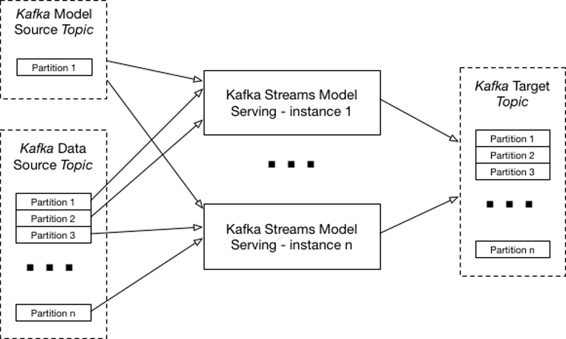 Kafka Model
Source Topic
Partition 1
Kafka Data
Source Topic
Partition 1
Partition 2
Partition 3
Partition n
Kafka Streams Model
Serving - instance 1
Kafka Streams Model
Serving - instance n
Kafka Target
Topic
Partition 1
Partition 2
Partition 3
Partition n